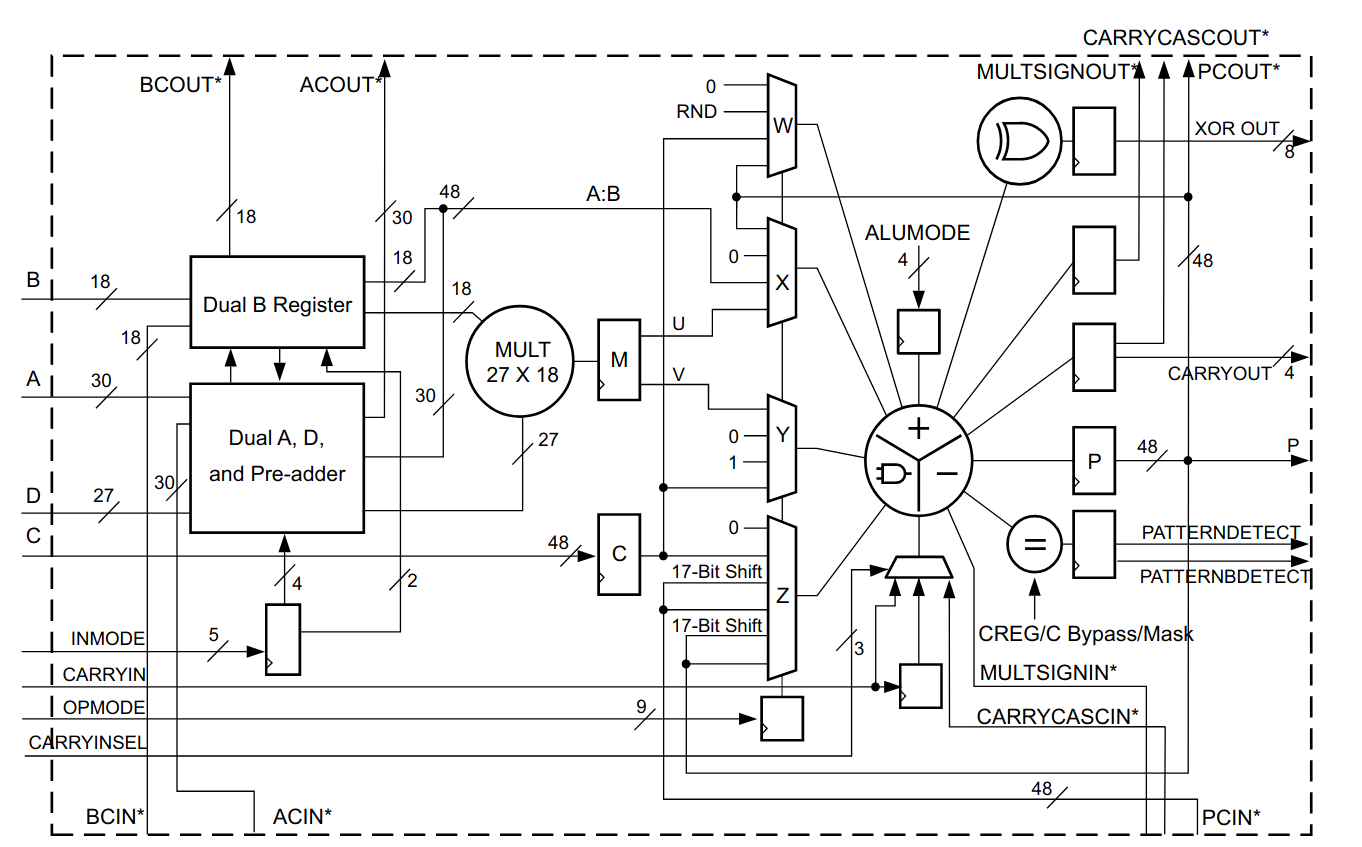 CARRYCASCOUT*
BCOUT*
ACOUT*
MULTSIGNOUT*
PCOUT*
0
RND
W
XOR OUT
8
48
A:B
18
30
ALUMODE
4
48
B
18
18
18
0
X
Dual B Register
18
U
MULT
27 X 18
M
V
A
30
30
CARRYOUT
4
Dual A, D,
and Pre-adder
27
0
Y
1
+
−
P
48
P
D
27
30
C
48
C
0
17-Bit Shift
Z
17-Bit Shift
=
PATTERNDETECT
PATTERNBDETECT
4
2
CREG/C Bypass/Mask
INMODE
5
3
CARRYIN
MULTSIGNIN*
OPMODE
9
CARRYCASCIN*
CARRYINSEL
48
BCIN*
ACIN*
PCIN*